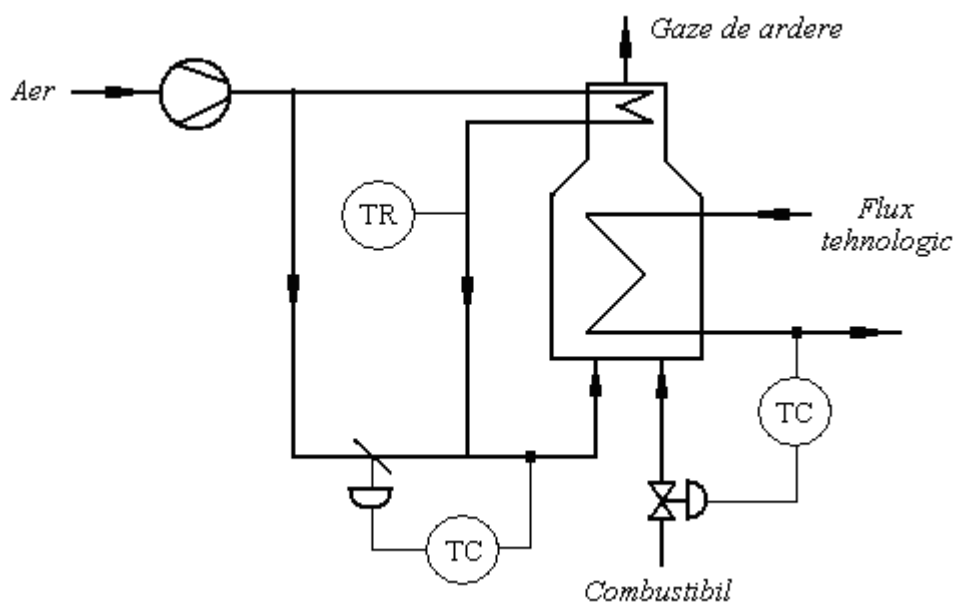 Gaze de ardere
Aer
TR
Flux
tehnologic
TC
TC
Combustibil